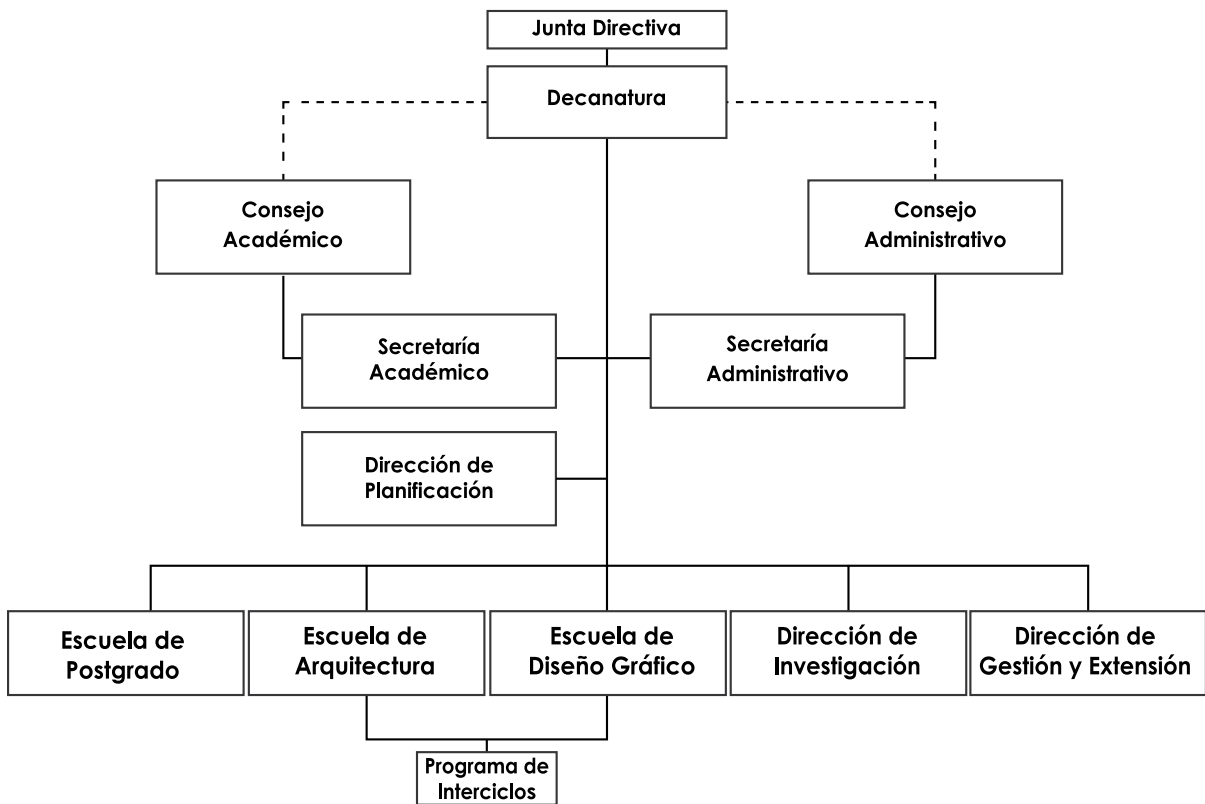 Junta Directiva
Decanatura
Consejo
Académico
Consejo
Administrativo
Secretaría
Académico
Secretaría
Administrativo
Dirección de
Planificación
Escuela de
Postgrado
Escuela de
Arquitectura
Escuela de
Diseño Gráfico
Dirección de
Investigación
Dirección de
Gestión y Extensión
Programa de
Interciclos